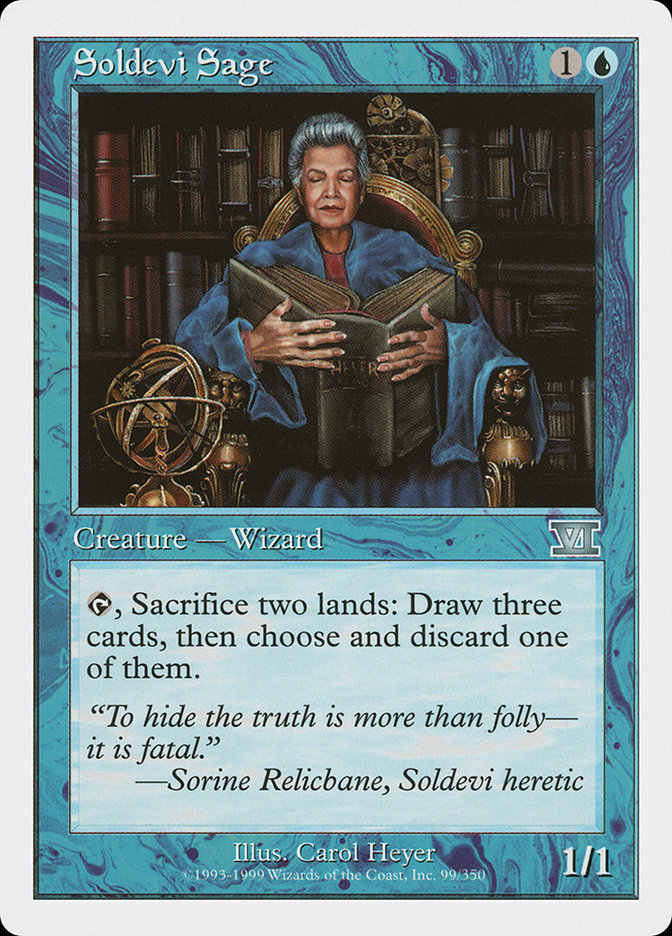 Soldevi Sage
1
HEYER
Creature — Wizard
VI
, Sacrifice two lands: Draw three
cards, then choose and discard one
of them.
“To hide the truth is more than folly—
it is fatal.”
—Sorine Relicbane, Soldevi heretic
Illus. Carol Heyer
1/1
©1993-1999 Wizards of the Coast, Inc. 99/350